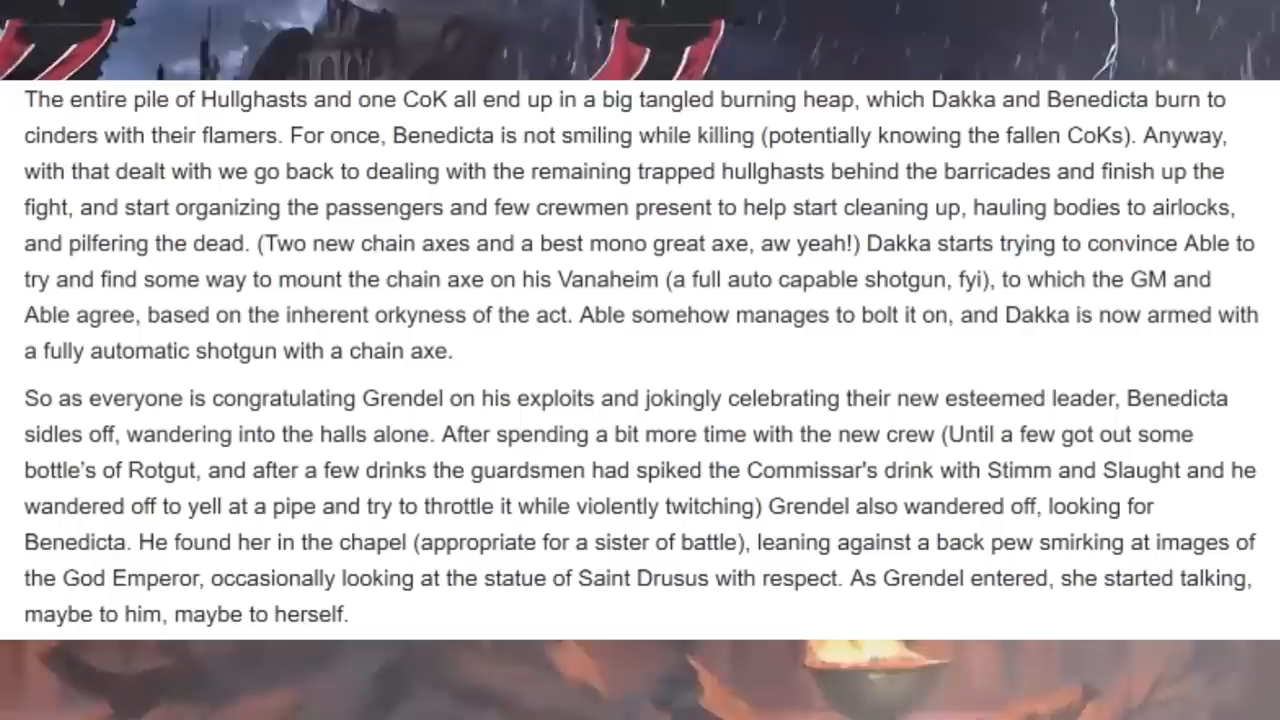 The entire pile of Hullghasts and one CoK all end up in a big tangled burning heap, which Dakka and Benedicta burn to
cinders with their flamers. For once, Benedicta is not smiling while killing (potentially knowing the fallen CoKs). Anyway,
with that dealt with we go back to dealing with the remaining trapped hullghasts behind the barricades and finish up the
fight, and start organizing the passengers and few crewmen present to help start cleaning up, hauling bodies to airlocks,
and pilfering the dead. (Two new chain axes and a best mono great axe, aw yeah!) Dakka starts trying to convince Able to
try and find some way to mount the chain axe on his Vanaheim (a full auto capable shotgun, fyi), to which the GM and
Able agree, based on the inherent orkyness of the act. Able somehow manages to bolt it on, and Dakka is now armed with
a fully automatic shotgun with a chain axe.
So as everyone is congratulating Grendel on his exploits and jokingly celebrating their new esteemed leader, Benedicta
sidles off, wandering into the halls alone. After spending a bit more time with the new crew (Until a few got out some
bottle's of Rotgut, and after a few drinks the guardsmen had spiked the Commissar's drink with Stimm and Slaught and he
wandered off to yell at a pipe and try to throttle it while violently twitching) Grendel also wandered off, looking for
Benedicta. He found her in the chapel (appropriate for a sister of battle), leaning against a back pew smirking at images of
the God Emperor, occasionally looking at the statue of Saint Drusus with respect. As Grendel entered, she started talking,
maybe to him, maybe to herself.